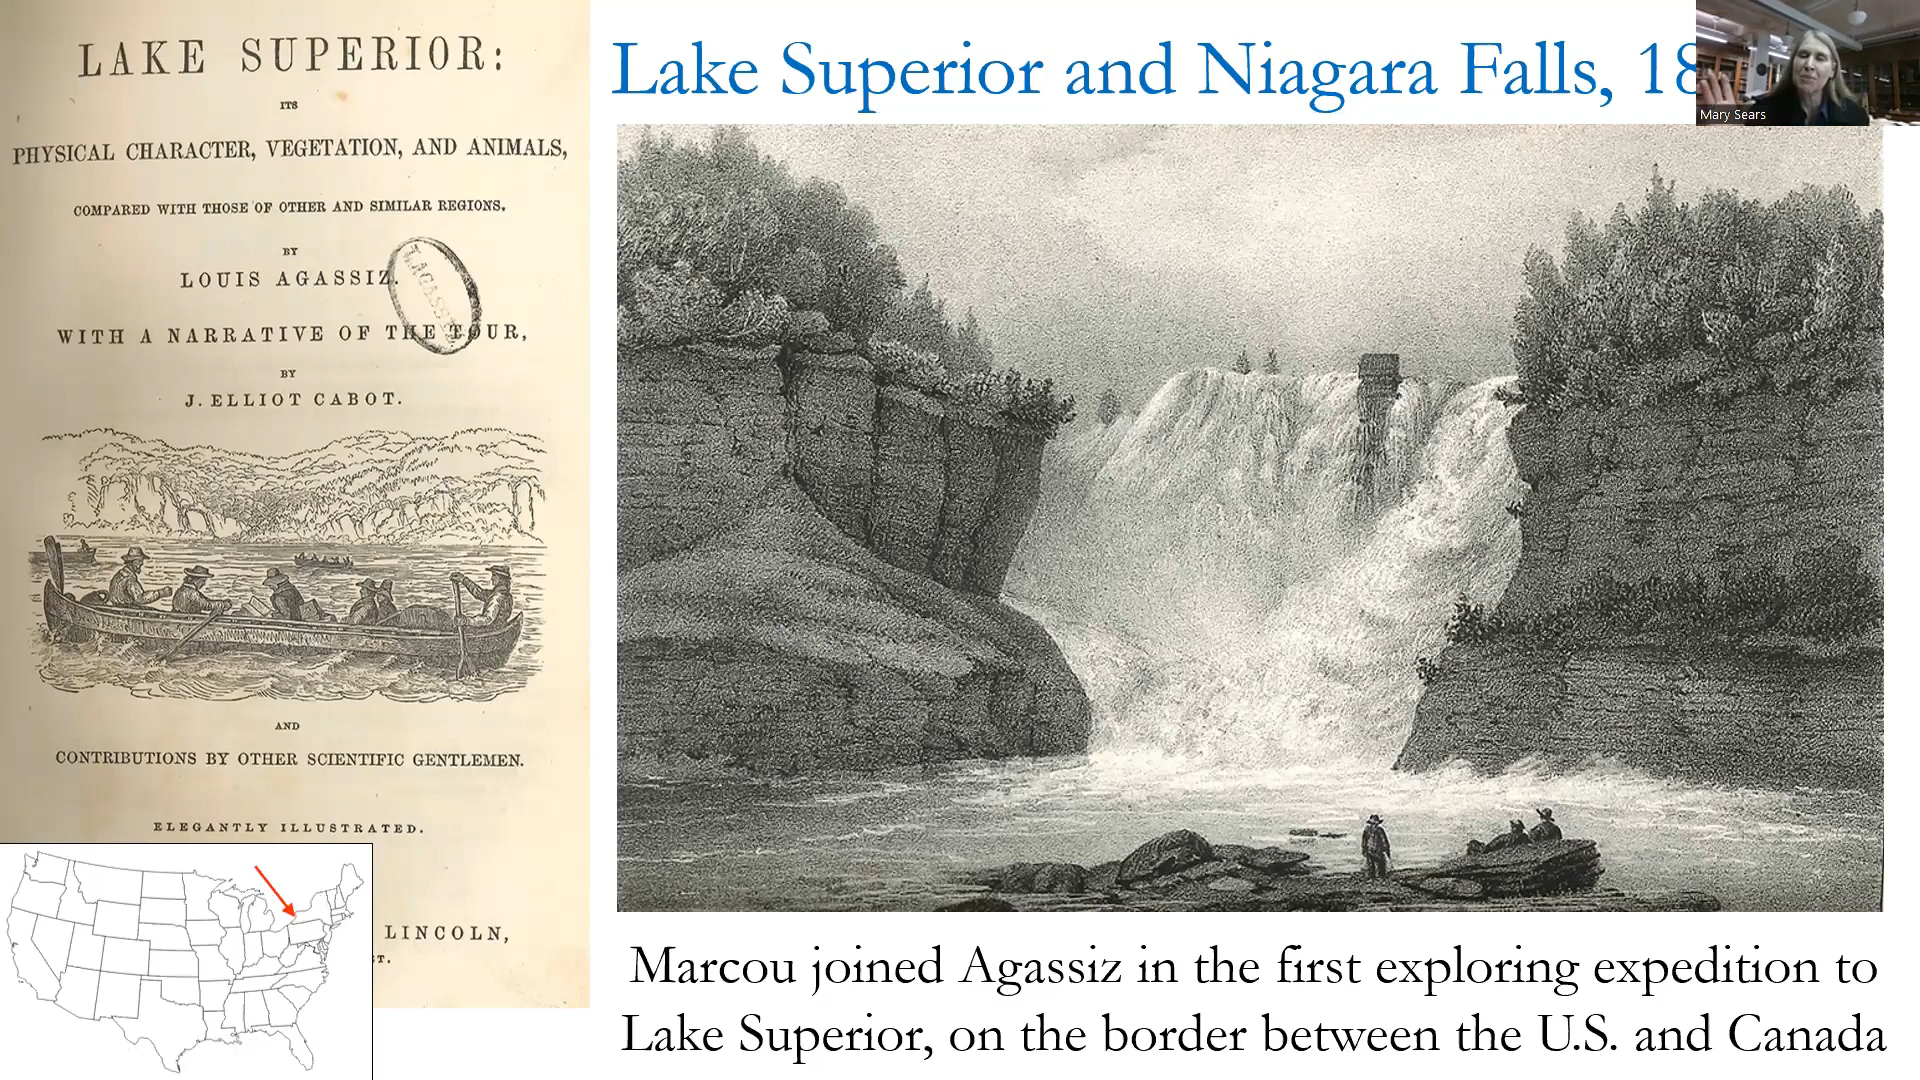 LAKE SUPERIOR:
ITS
PHYSICAL CHARACTER, VEGETATION, AND ANIMALS,
COMPARED WITH THOSE OF OTHER AND SIMILAR REGIONS.
BY
LOUIS AGASSIZ.
WITH A NARRATIVE OF THE TOUR,
BY
J. ELLIOT CABOT.
AND
CONTRIBUTIONS BY OTHER SCIENTIFIC GENTLEMEN.
ELEGANTLY ILLUSTRATED.
LINCOLN,
Lake Superior and Niagara Falls, 18
Mary Sears
Marcou joined Agassiz in the first exploring expedition to
Lake Superior, on the border between the U.S. and Canada